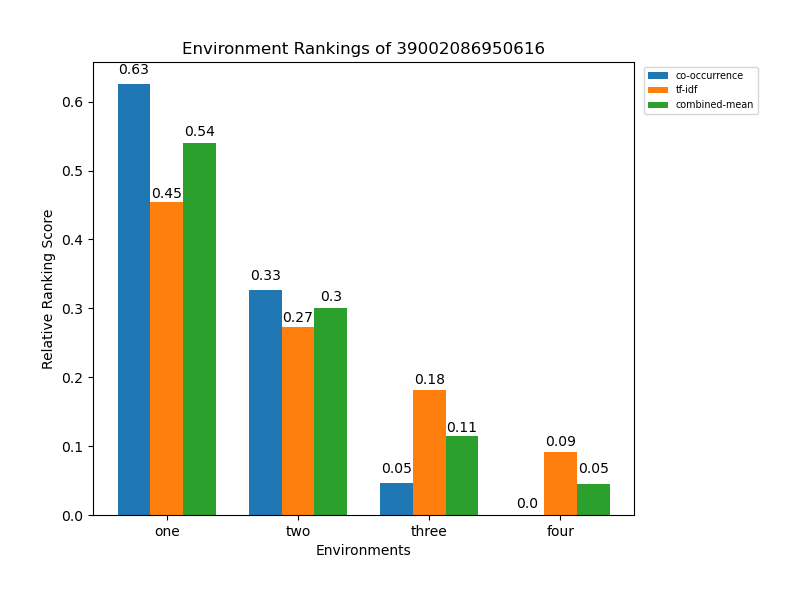 Environment Rankings of 39002086950616
co-occurrence
tf-idf
combined-mean
Relative Ranking Score
0.6
0.5
0.4
0.3
0.2
0.1
0.0
0.63
0.45
0.54
0.33
0.27
0.3
0.05
0.18
0.11
0.0
0.09
0.05
one two three four
Environments